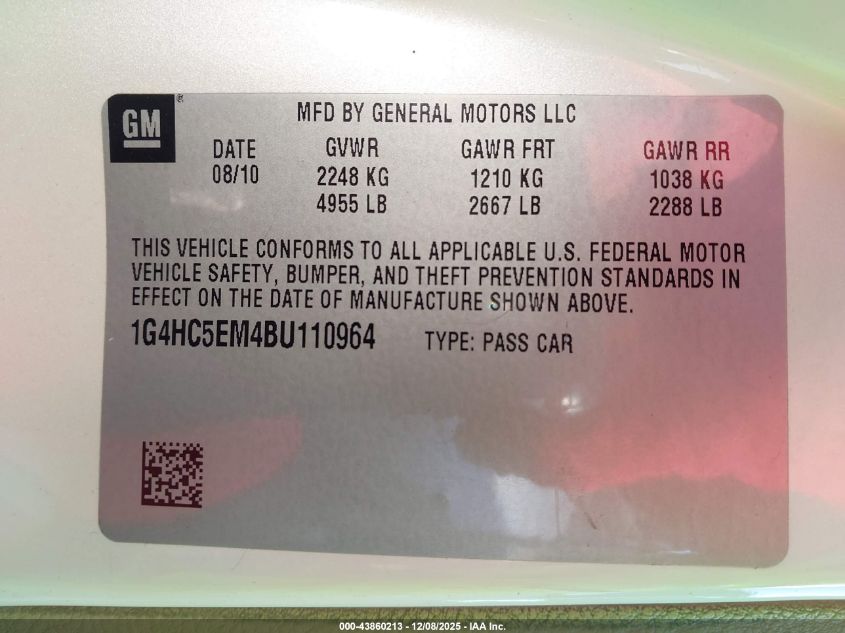 GM
®
MFD BY GENERAL MOTORS LLC
DATE GVWR GAWR FRT GAWR RR
08/10 2248 KG 1210 KG 1038 KG
4955 LB 2667 LB 2288 LB
THIS VEHICLE CONFORMS TO ALL APPLICABLE U.S. FEDERAL MOTOR
VEHICLE SAFETY, BUMPER, AND THEFT PREVENTION STANDARDS IN
EFFECT ON THE DATE OF MANUFACTURE SHOWN ABOVE.
1G4HC5EM4BU110964 TYPE: PASS CAR
000-43860213 - 12/08/2025 - IAA Inc.